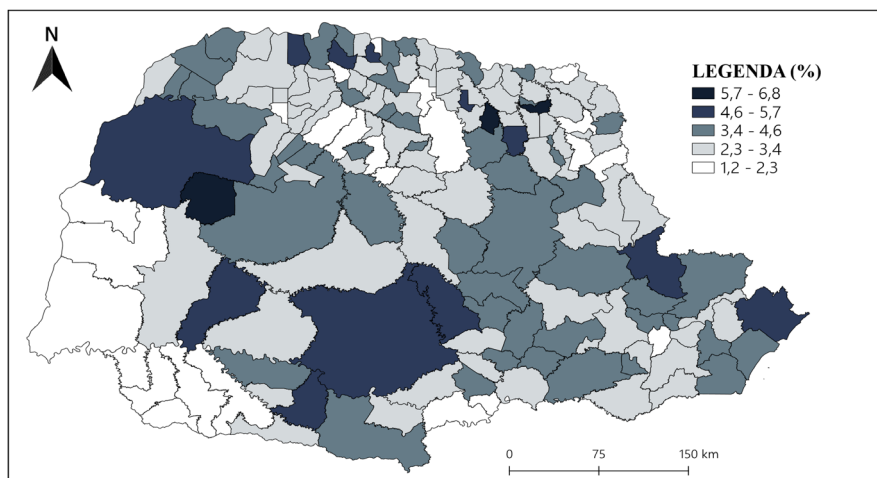 N
LEGENDA (%)
5,7 - 6,8
4,6 - 5,7
3,4 - 4,6
2,3 - 3,4
1,2 - 2,3
0 75 150 km